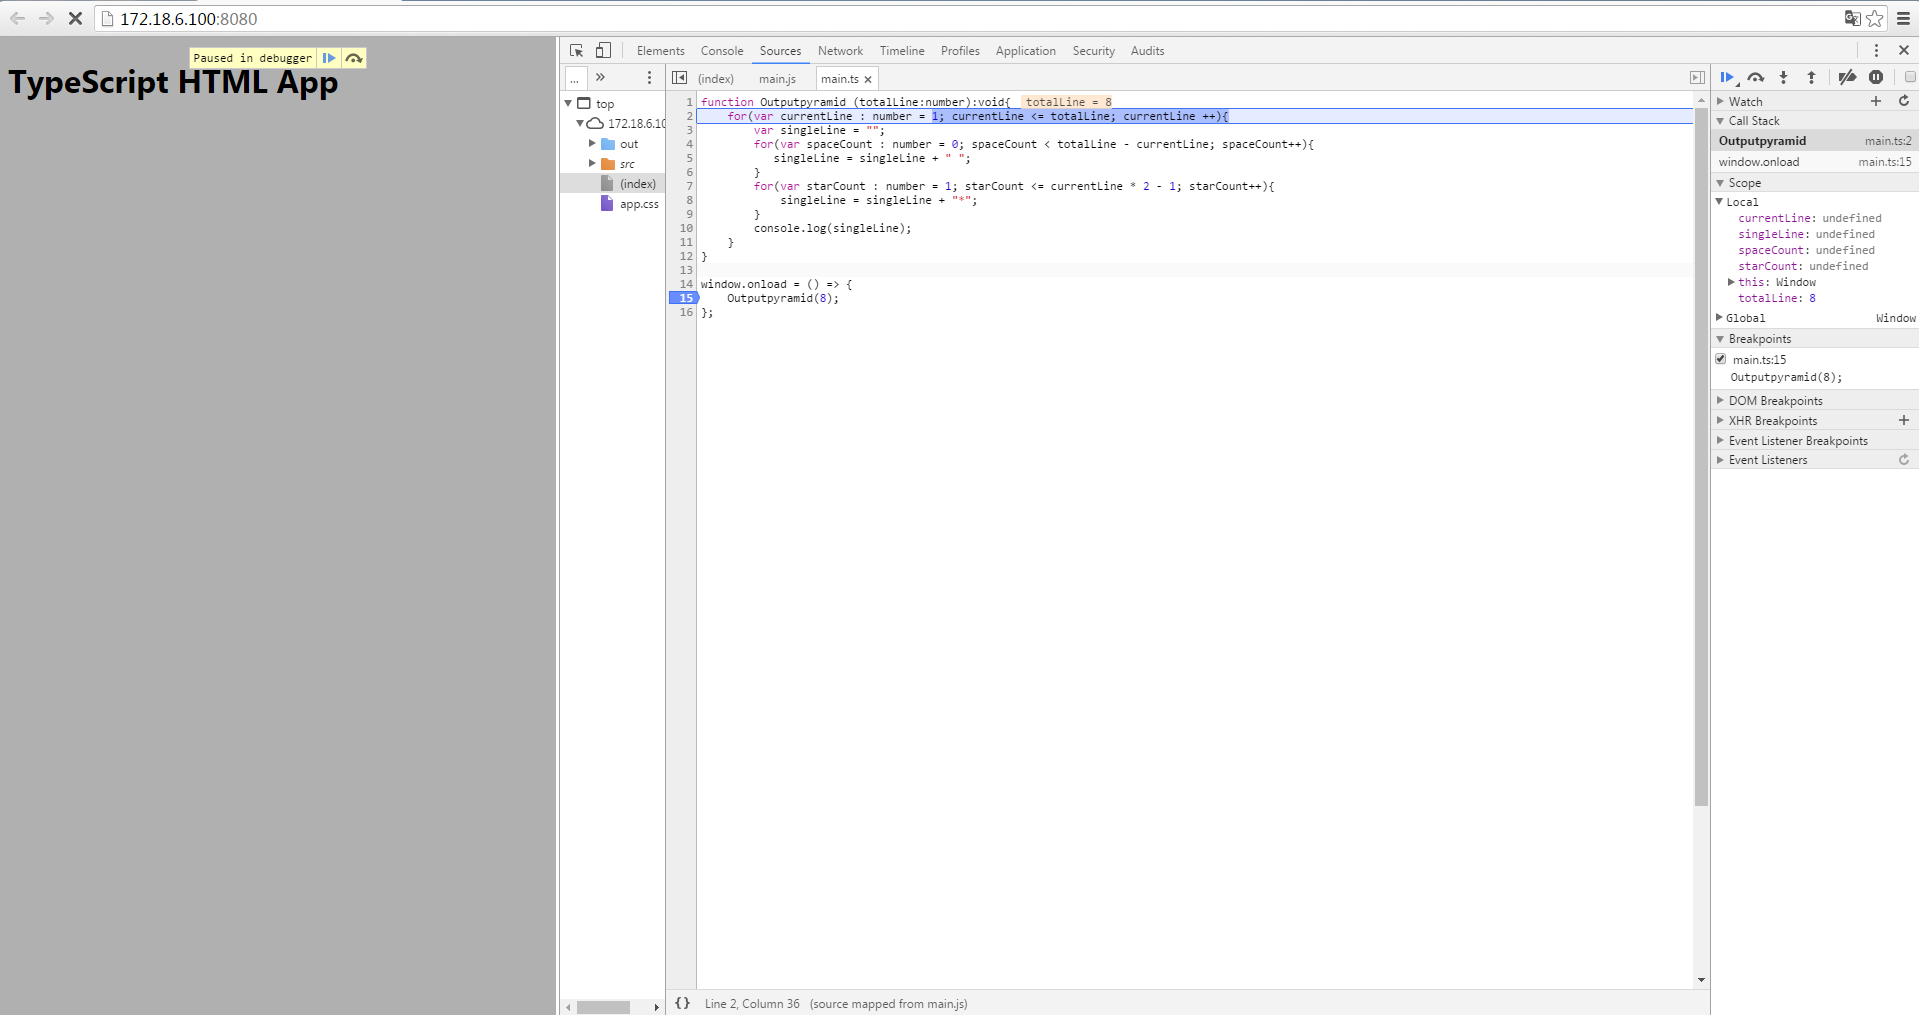 172.18.6.100:8080
Paused in debugger
TypeScript HTML App
Elements Console Sources Network Timeline Profiles Application Security Audits
...
(index) main.js main.ts
top
172.18.6.10
out
src
(index)
app.css
1 function Outputpyramid (totalLine:number):void{ totalLine = 8
2 for(var currentLine : number = 1; currentLine <= totalLine; currentLine ++){
3 var singleLine = "";
4 for(var spaceCount : number = 0; spaceCount < totalLine - currentLine; spaceCount++){
5 singleLine = singleLine + " ";
6 }
7 for(var starCount : number = 1; starCount <= currentLine * 2 - 1; starCount++){
8 singleLine = singleLine + "*";
9 }
10 console.log(singleLine);
11 }
12 }
13
14 window.onload = () => {
15 Outputpyramid(8);
16 };
{} Line 2, Column 36 (source mapped from main.js)
Watch
Call Stack
Outputpyramid main.ts:2
window.onload main.ts:15
Scope
Local
currentLine: undefined
singleLine: undefined
spaceCount: undefined
starCount: undefined
this: Window
totalLine: 8
Global Window
Breakpoints
main.ts:15
Outputpyramid(8);
DOM Breakpoints
XHR Breakpoints
Event Listener Breakpoints
Event Listeners